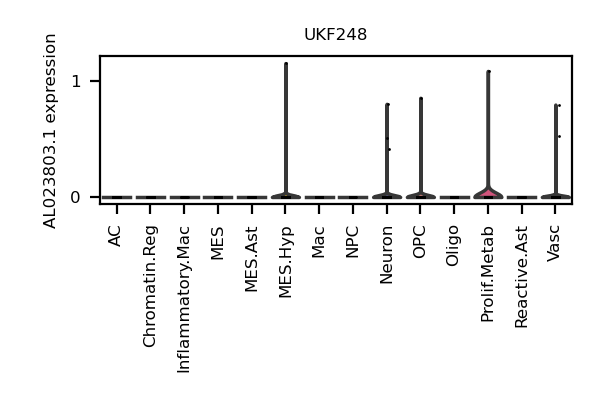 UKF248
AL023803.1 expression
1
0
AC
Chromatin.Reg
Inflammatory.Mac
MES
MES.Ast
MES.Hyp
Mac
NPC
Neuron
OPC
Oligo
Prolif.Metab
Reactive.Ast
Vasc